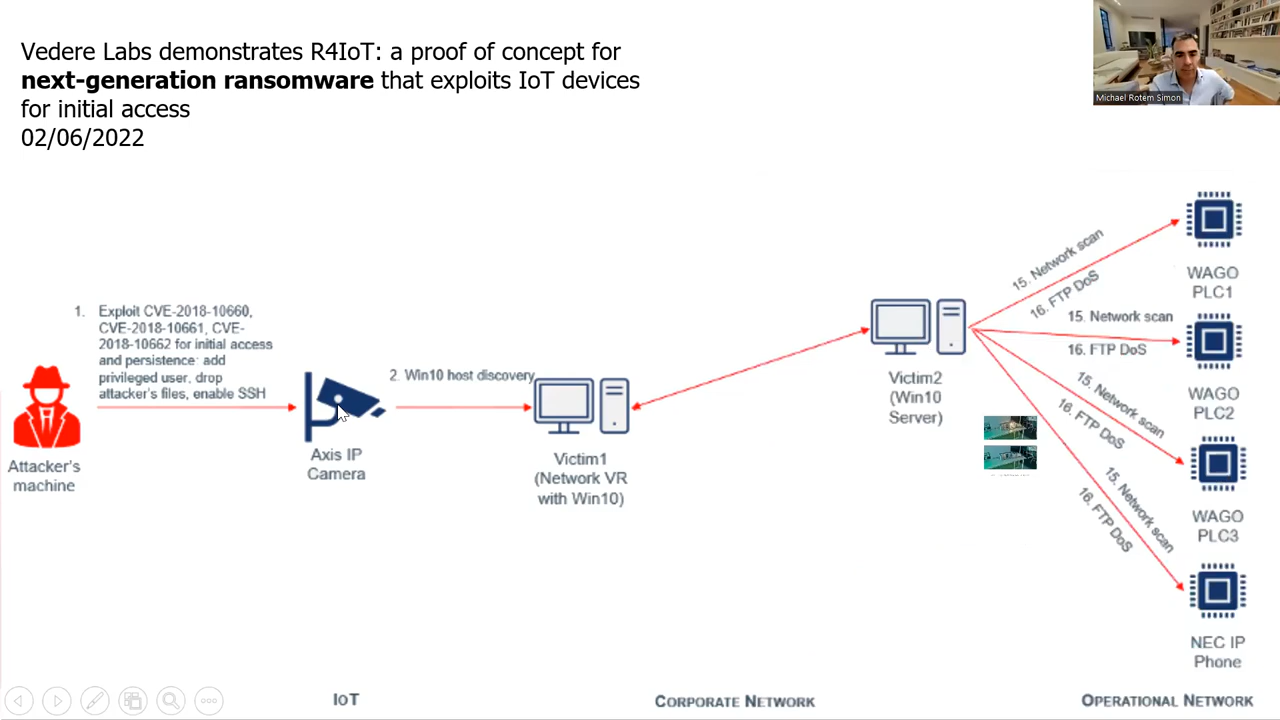 Vedere Labs demonstrates R4IoT: a proof of concept for
next-generation ransomware that exploits IoT devices
for initial access
02/06/2022
Michael Rotem Simon
1. Exploit CVE-2018-10660,
CVE-2018-10661, CVE-
2018-10662 for initial access
and persistence: add
privileged user, drop
attacker's files, enable SSH
Attacker's
machine
Axis IP
Camera
2. Win10 host discovery
Victim1
(Network VR
with Win10)
Victim2
(Win10
Server)
15. Network scan
16. FTP DoS
WAGO
PLC1
15. Network scan
16. FTP DoS
WAGO
PLC2
15. Network scan
16. FTP DoS
WAGO
PLC3
15. Network scan
16. FTP DoS
NEC IP
Phone
IoT
CORPORATE NETWORK
OPERATIONAL NETWORK